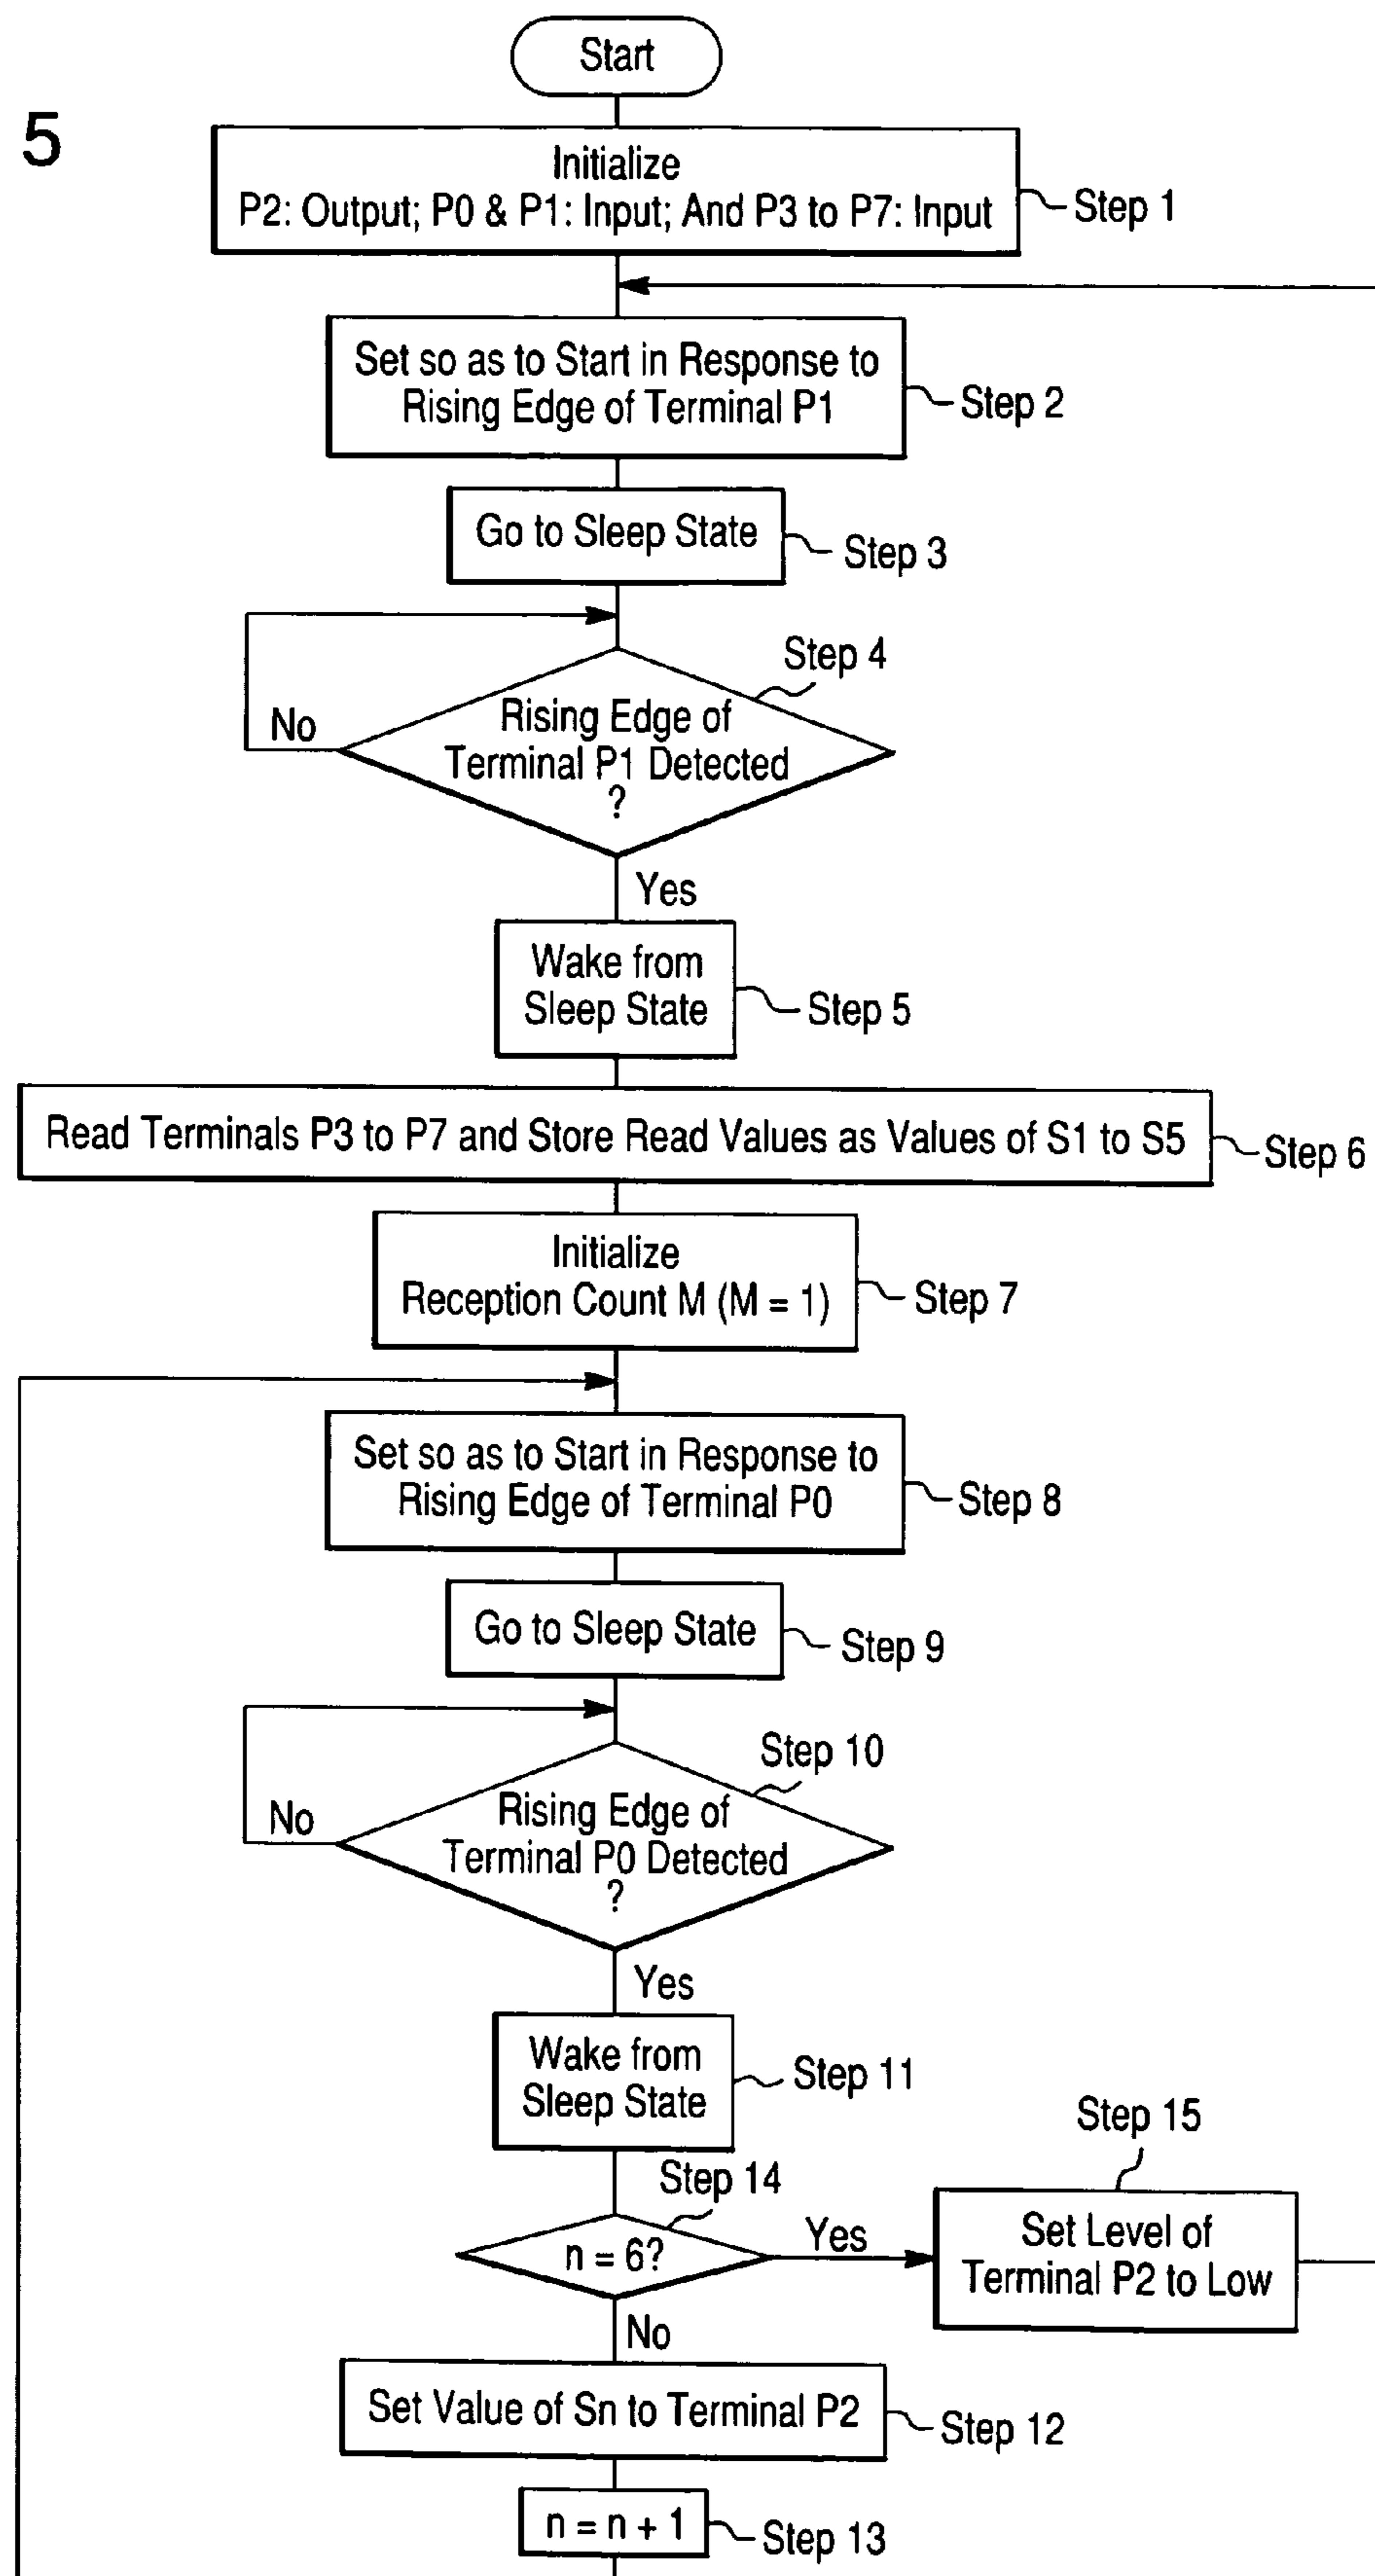 5
Start
Initialize
P2: Output; P0 & P1: Input; And P3 to P7: Input
Step 1
Set so as to Start in Response to
Rising Edge of Terminal P1
Step 2
Go to Sleep State
Step 3
Step 4
Rising Edge of
Terminal P1 Detected
?
No
Yes
Wake from
Sleep State
Step 5
Read Terminals P3 to P7 and Store Read Values as Values of S1 to S5
Step 6
Initialize
Reception Count M (M = 1)
Step 7
Set so as to Start in Response to
Rising Edge of Terminal P0
Step 8
Go to Sleep State
Step 9
Step 10
Rising Edge of
Terminal P0 Detected
?
No
Yes
Wake from
Sleep State
Step 11
Step 14
n = 6?
Yes
Step 15
Set Level of
Terminal P2 to Low
No
Set Value of Sn to Terminal P2
Step 12
n = n + 1
Step 13